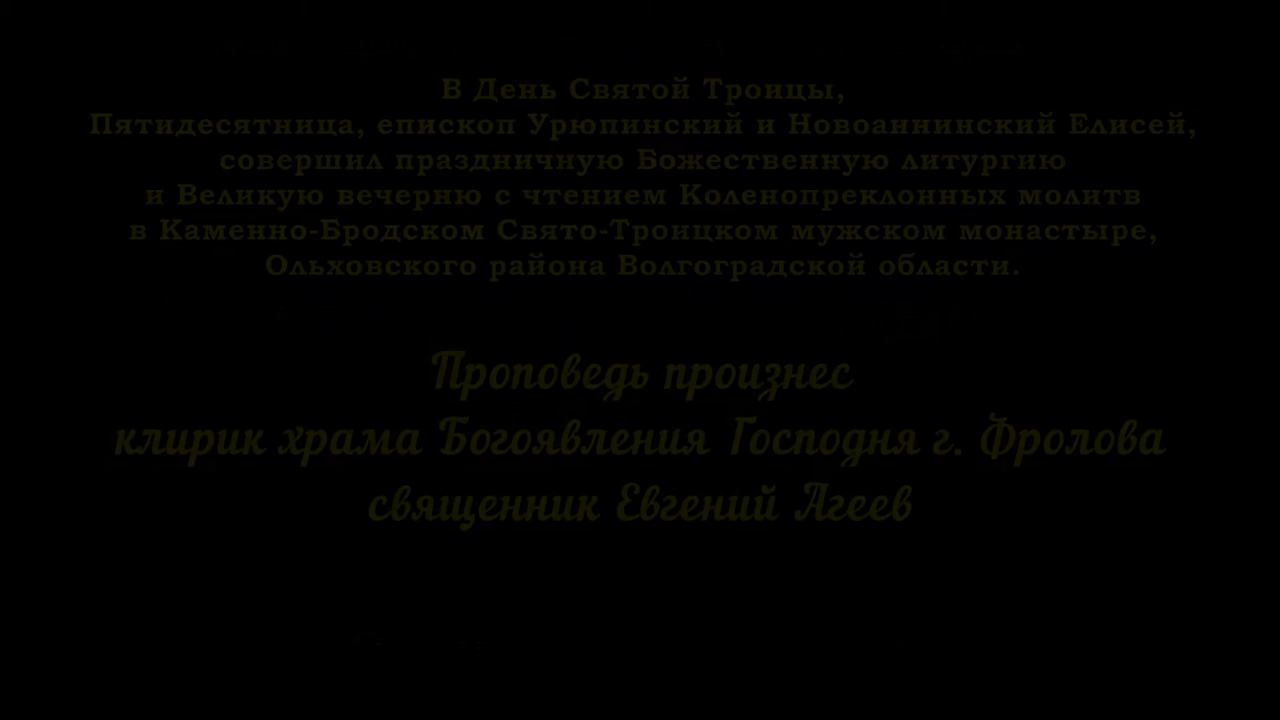 В День Святой Троицы,
Пятидесятница, епископ Урюпинский и Новоаннинский Елисей,
совершил праздничную Божественную литургию
и Великую вечерню с чтением Коленопреклонных молитв
в Каменно-Бродском Свято-Троицком мужском монастыре,
Ольховского района Волгоградской области.
Проповедь произнес
клирик храма Богоявления Господня г. Фролова
священник Евгений Агеев